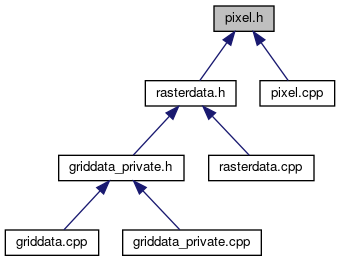 pixel.h
rasterdata.h
pixel.cpp
griddata_private.h
rasterdata.cpp
griddata.cpp
griddata_private.cpp